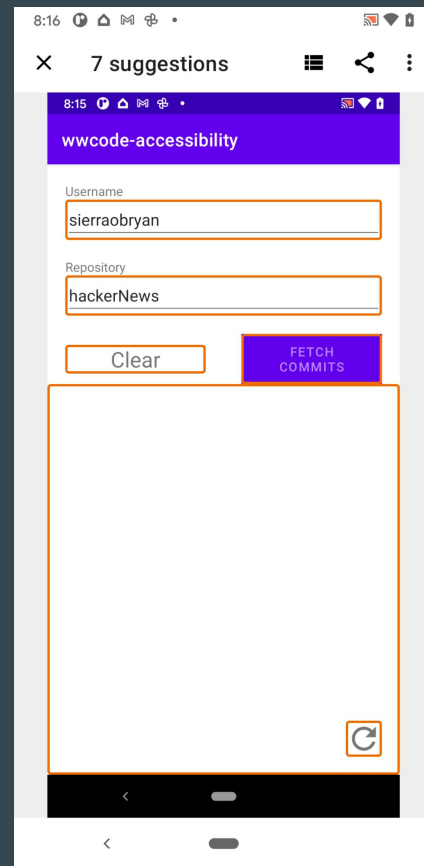 8:16
7 suggestions
8:15
wwcode-accessibility
Username
sierraobryan
Repository
hackerNews
Clear
FETCH
COMMITS